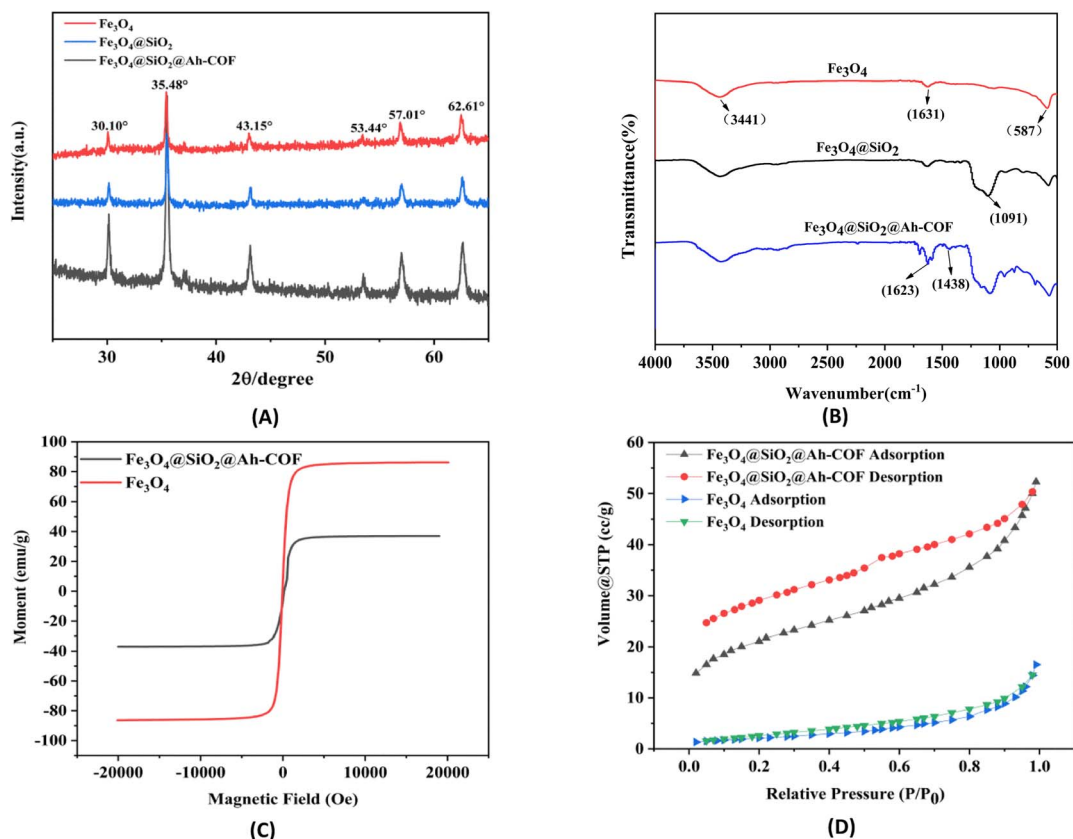 Fe₃O₄
Fe₃O₄@SiO₂
Fe₃O₄@SiO₂@Ah-COF
30.10°
35.48°
43.15°
53.44°
57.01°
62.61°
Intensity(a.u.)
30 40 50 60
2θ/degree
(A)
Fe₃O₄
(3441)
(1631)
(587)
Fe₃O₄@SiO₂
(1091)
Fe₃O₄@SiO₂@Ah-COF
(1623)
(1438)
Transmittance(%)
4000 3500 3000 2500 2000 1500 1000 500
Wavenumber(cm⁻¹)
(B)
Fe₃O₄@SiO₂@Ah-COF
Fe₃O₄
Moment (emu/g)
100
80
60
40
20
0
-20
-40
-60
-80
-100
-20000 -10000 0 10000 20000
Magnetic Field (Oe)
(C)
Fe₃O₄@SiO₂@Ah-COF Adsorption
Fe₃O₄@SiO₂@Ah-COF Desorption
Fe₃O₄ Adsorption
Fe₃O₄ Desorption
Volume@STP (cc/g)
60
50
40
30
20
10
0
0.0 0.2 0.4 0.6 0.8 1.0
Relative Pressure (P/P₀)
(D)